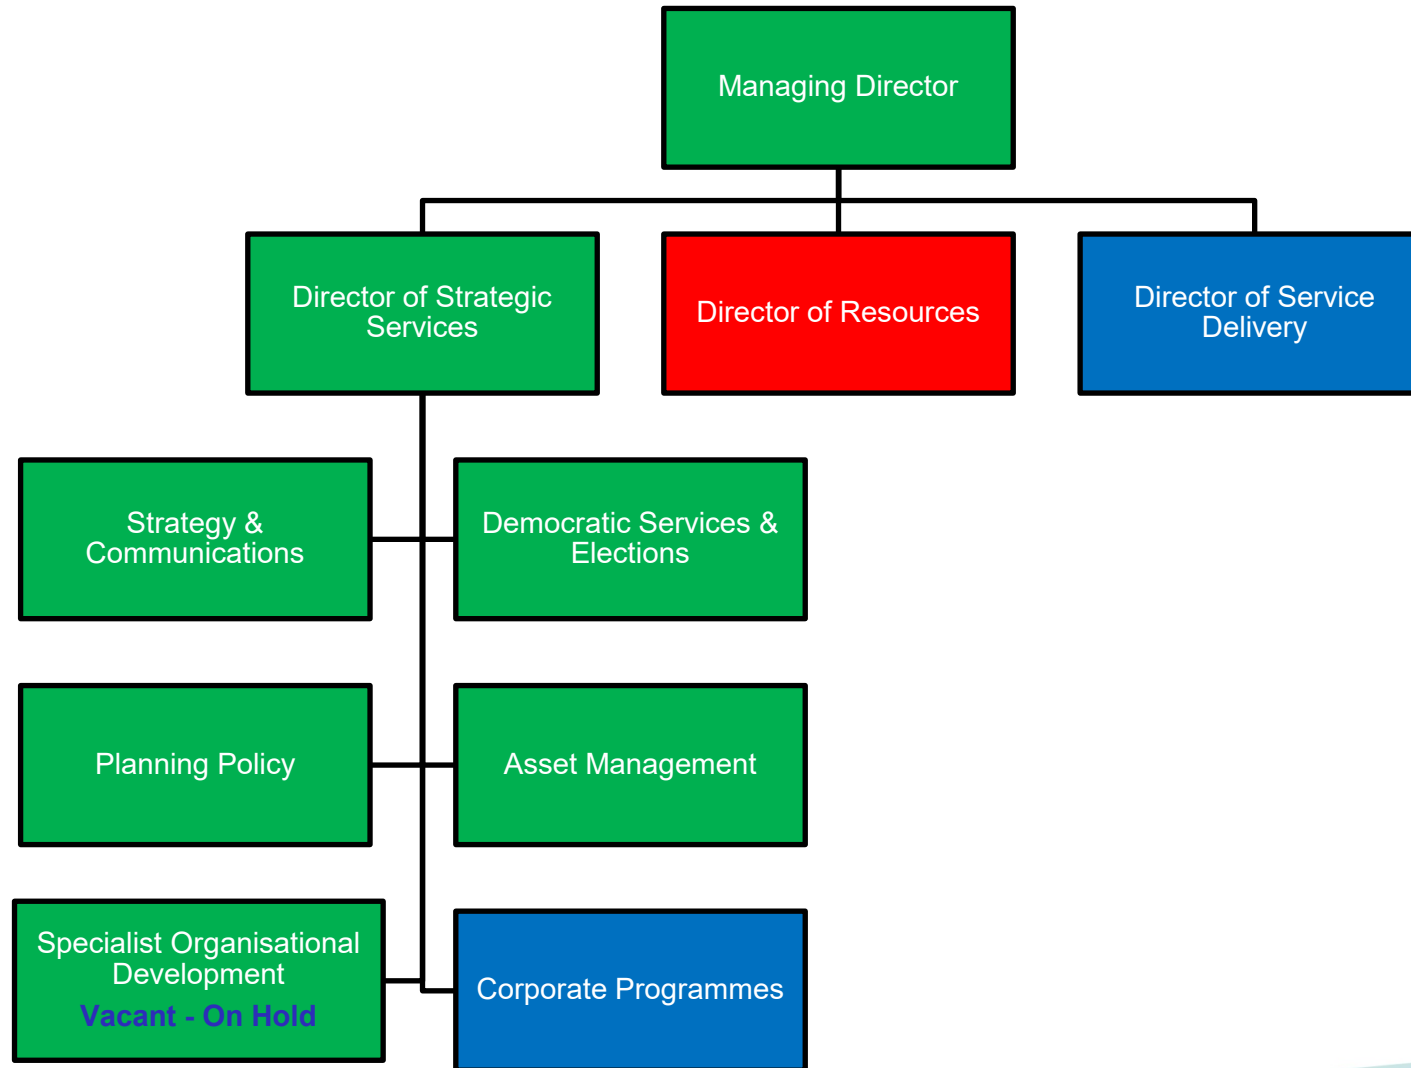 Managing Director
Director of Strategic
Services
Director of Resources
Director of Service
Delivery
Strategy &
Communications
Democratic Services &
Elections
Planning Policy
Asset Management
Specialist Organisational
Development
Vacant - On Hold
Corporate Programmes